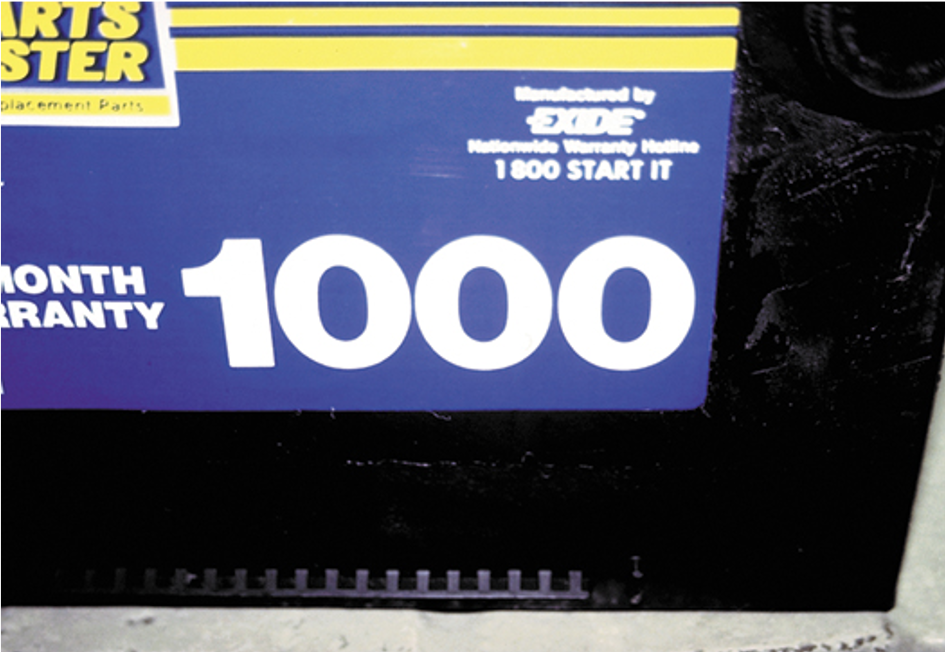 ARTS
STER
placement Parts
Manufactured by
EXIDE
Nationwide Warranty Hotline
1 800 START IT
MONTH
RRANTY
1000